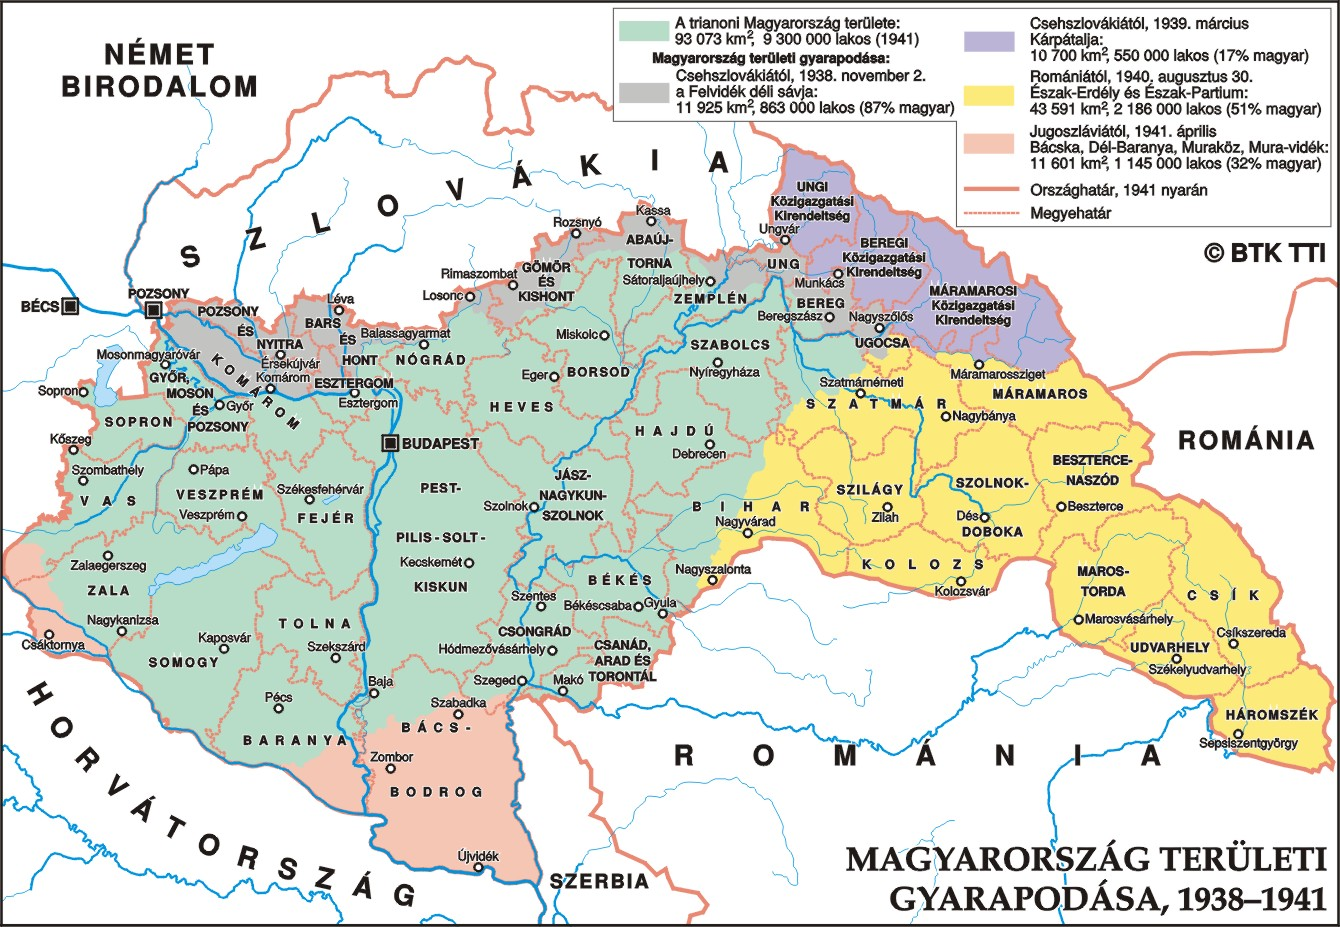 NÉMET
BIRODALOM
A trianoni Magyarország területe:
93 073 km², 9 300 000 lakos (1941)
Magyarország területi gyarapodása:
Csehszlovákiától, 1938. november 2.
a Felvidék déli sávja:
11 925 km², 863 000 lakos (87% magyar)
Csehszlovákiától, 1939. március
Kárpátalja:
10 700 km², 550 000 lakos (17% magyar)
Romániától, 1940. augusztus 30.
Észak-Erdély és Észak-Partium:
43 591 km², 2 186 000 lakos (51% magyar)
Jugoszláviától, 1941. április
Bácska, Dél-Baranya, Muraköz, Mura-vidék:
11 601 km², 1 145 000 lakos (32% magyar)
Országhatár, 1941 nyarán
Megyehatár
© BTK TTI
SZLOVÁKIA
UNGI
Közigazgatási
Kirendeltség
Ungvár
BEREGI
Közigazgatási
Kirendeltség
MÁRAMAROSI
Közigazgatási
Kirendeltség
Kassa
Rozsnyó
ABAÚJ-
TORNA
UNG
Munkács
Rimaszombat
GÖMÖR
ÉS
KISHONT
Sátoraljaújhely
ZEMPLÉN
BEREG
Beregszász
Nagyszőlős
UGOCSA
Losonc
BÉCS
POZSONY
POZSONY
ÉS
NYITRA
Érsekújvár
Léva
BARS
ÉS
HONT
Balassagyarmat
NÓGRÁD
Miskolc
SZABOLCS
Nyíregyháza
Mosonmagyaróvár
KOMÁROM
Komárom
ESZTERGOM
Esztergom
GYŐR,
MOSON
ÉS
POZSONY
Győr
Sopron
SOPRON
Eger
BORSOD
HEVES
Szatmárnémeti
SZATMÁR
Máramarossziget
MÁRAMAROS
Nagybánya
ROMÁNIA
Kőszeg
BUDAPEST
HAJDÚ
Debrecen
Szombathely
VAS
Pápa
VESZPRÉM
Veszprém
Székesfehérvár
FEJÉR
PEST-
PILIS-SOLT-
KISKUN
Kecskemét
JÁSZ-
NAGYKUN-
SZOLNOK
Szolnok
BIHAR
Nagyvárad
SZILÁGY
Zilah
SZOLNOK-
DOBOKA
Dés
BESZTERCE-
NASZÓD
Beszterce
Zalaegerszeg
ZALA
Nagykanizsa
Csáktornya
KOLOZS
Kolozsvár
Nagyszalonta
MAROS-
TORDA
Marosvásárhely
CSÍK
Csíkszereda
BÉKÉS
Békéscsaba
Gyula
Szentes
CSONGRÁD
Hódmezővásárhely
CSANÁD,
ARAD ÉS
TORONTÁL
Szeged
Makó
TOLNA
Szekszárd
Kaposvár
SOMOGY
UDVARHELY
Székelyudvarhely
HÁROMSZÉK
Sepsiszentgyörgy
Pécs
BARANYA
Baja
Szabadka
BÁCS-
BODROG
Zombor
Újvidék
ROMÁNIA
HORVÁTORSZÁG
SZERBIA
MAGYARORSZÁG TERÜLETI
GYARAPODÁSA, 1938–1941